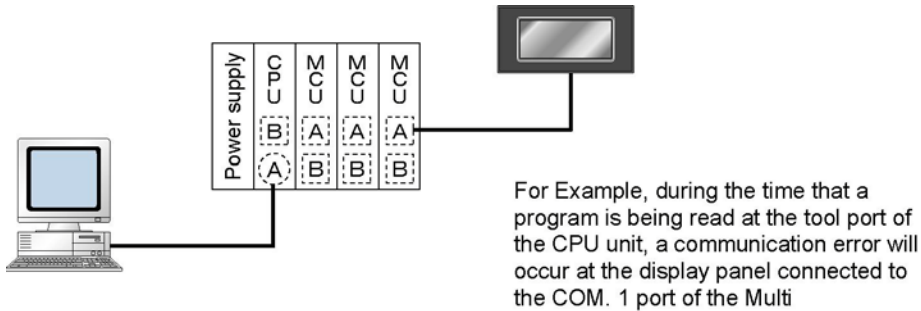 Power supply
CPU
MCU
MCU
MCU
B
A
A
A
A
B
B
B
For Example, during the time that a
program is being read at the tool port of
the CPU unit, a communication error will
occur at the display panel connected to
the COM. 1 port of the Multi